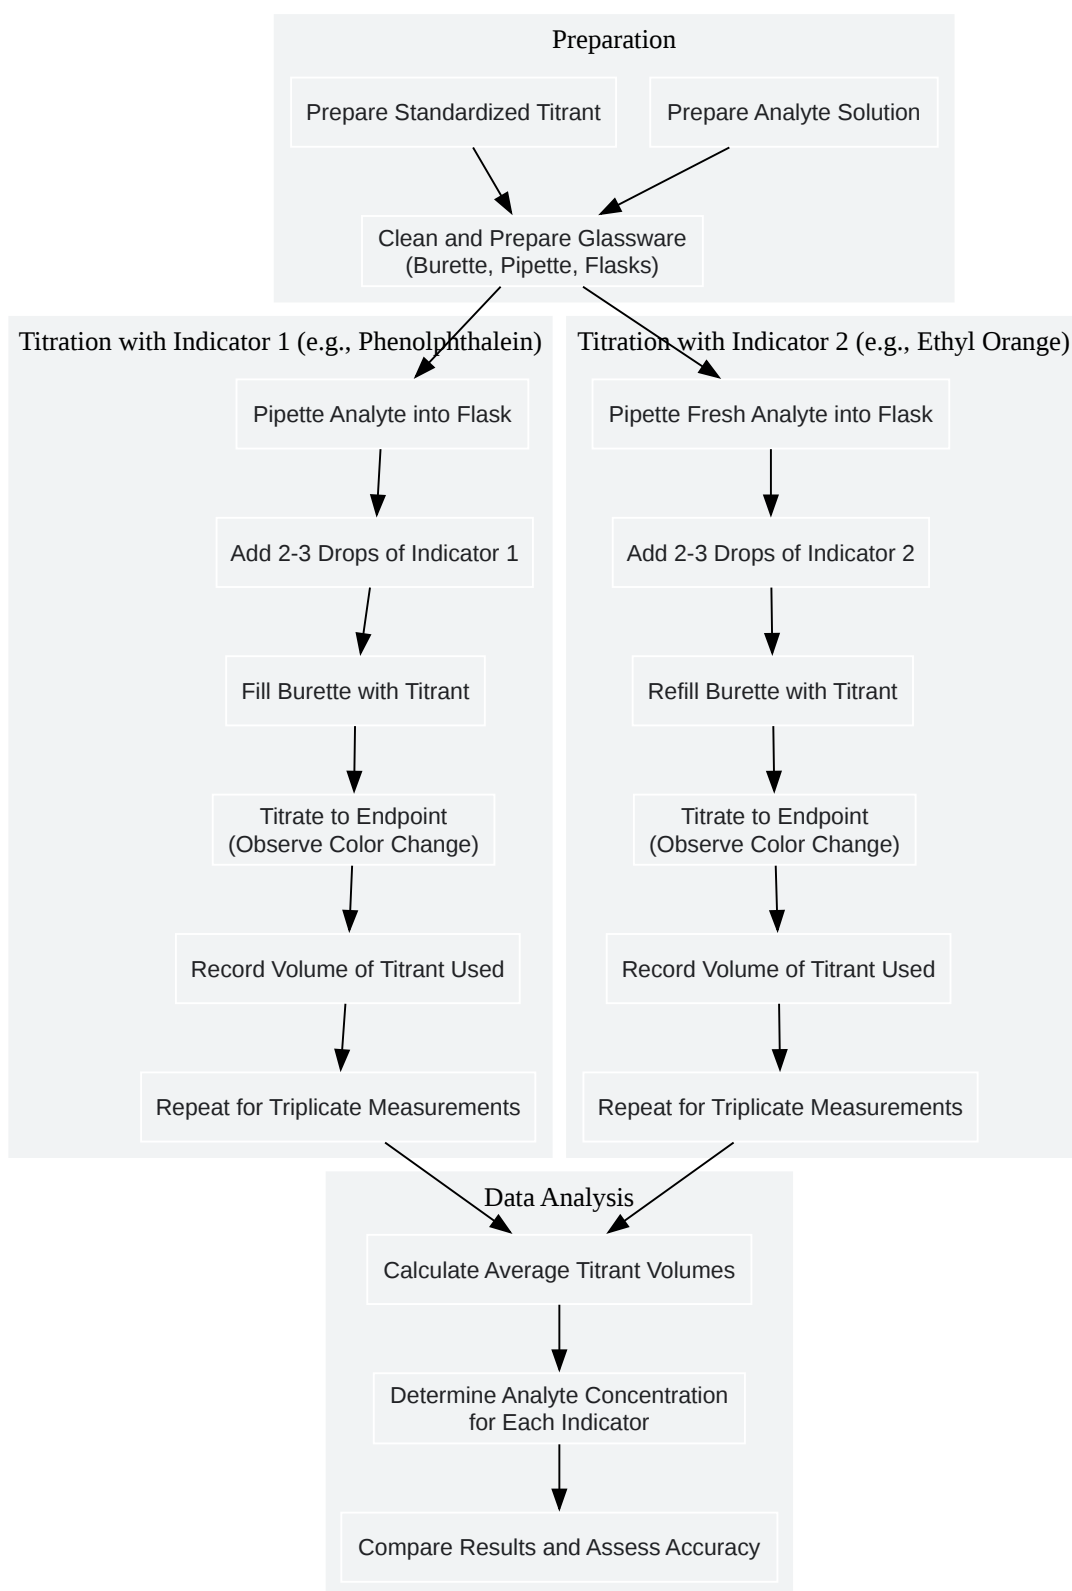 Preparation
Prepare Standardized Titrant
Prepare Analyte Solution
Clean and Prepare Glassware
(Burette, Pipette, Flasks)
Titration with Indicator 1 (e.g., Phenolphthalein)
Pipette Analyte into Flask
Add 2-3 Drops of Indicator 1
Fill Burette with Titrant
Titrate to Endpoint
(Observe Color Change)
Record Volume of Titrant Used
Repeat for Triplicate Measurements
Titration with Indicator 2 (e.g., Ethyl Orange)
Pipette Fresh Analyte into Flask
Add 2-3 Drops of Indicator 2
Refill Burette with Titrant
Titrate to Endpoint
(Observe Color Change)
Record Volume of Titrant Used
Repeat for Triplicate Measurements
Data Analysis
Calculate Average Titrant Volumes
Determine Analyte Concentration
for Each Indicator
Compare Results and Assess Accuracy